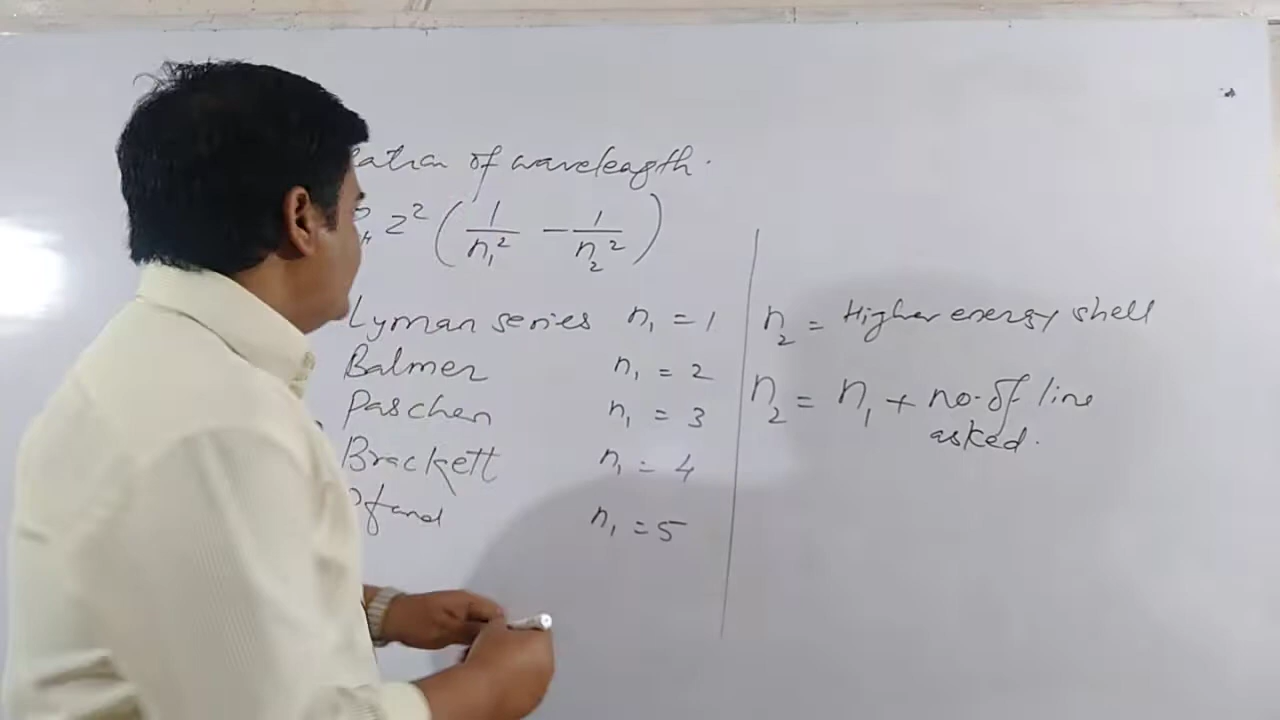 of wavelength.
z² ( 1/n₁² - 1/n₂² )
Lyman series n₁ = 1
Balmer n₁ = 2
Paschen n₁ = 3
Brackett n₁ = 4
Pfund n₁ = 5
n₂ = Higher energy shell
n₂ = n₁ + no. of line
asked.